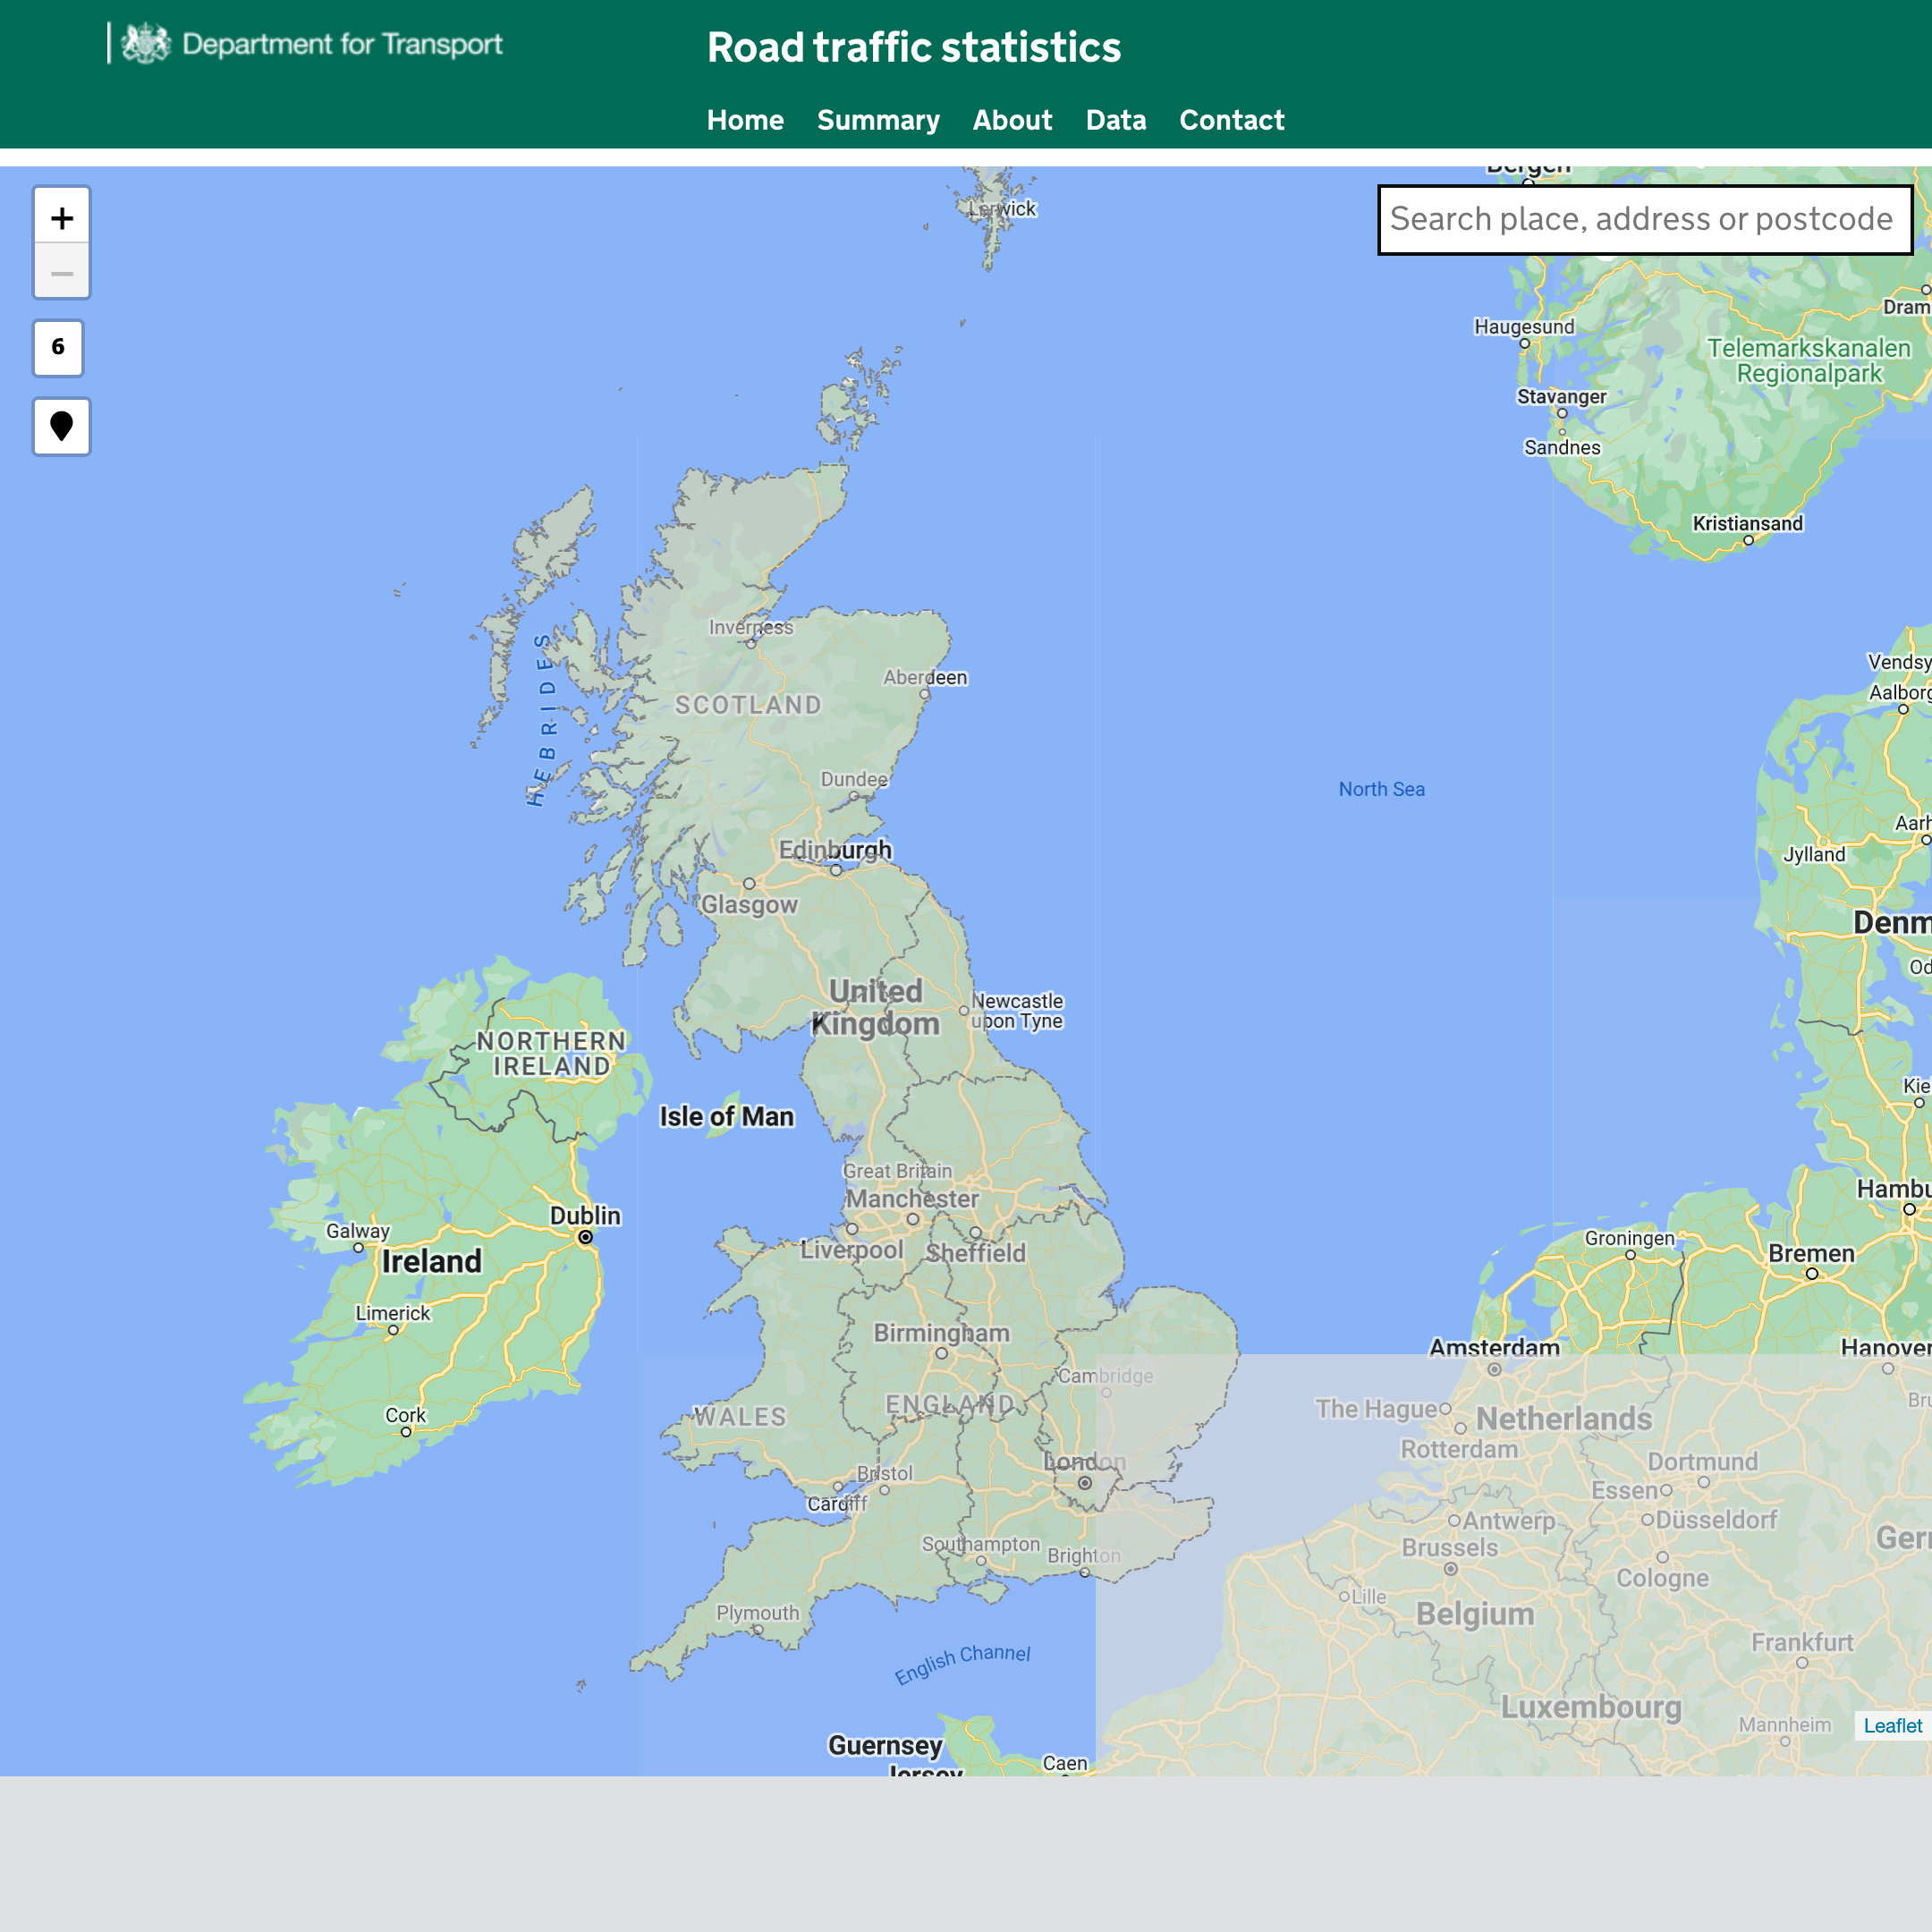 Department for Transport
Road traffic statistics
Home Summary About Data Contact
+
−
6
Search place, address or postcode
Bergen
Lerwick
Haugesund
Dram
Telemarkskanalen
Regionalpark
Stavanger
Sandnes
Kristiansand
Inverness
HEBRIDES
Aberdeen
SCOTLAND
Vendsy
Aalborg
Dundee
North Sea
Aarh
Edinburgh
Jylland
Glasgow
Denm
Od
United
Kingdom
Newcastle
upon Tyne
NORTHERN
IRELAND
Kie
Isle of Man
Great Britain
Manchester
Hambu
Dublin
Galway
Liverpool
Sheffield
Groningen
Bremen
Ireland
Limerick
Birmingham
Amsterdam
Hanover
Cambridge
Bru
ENGLAND
The Hague
Netherlands
WALES
Cork
Rotterdam
London
Dortmund
Bristol
Essen
Cardiff
Antwerp
Düsseldorf
Gern
Southampton
Brighton
Brussels
Cologne
Lille
Plymouth
Belgium
English Channel
Frankfurt
Luxembourg
Mannheim
Leaflet
Guernsey
Caen
Jersey